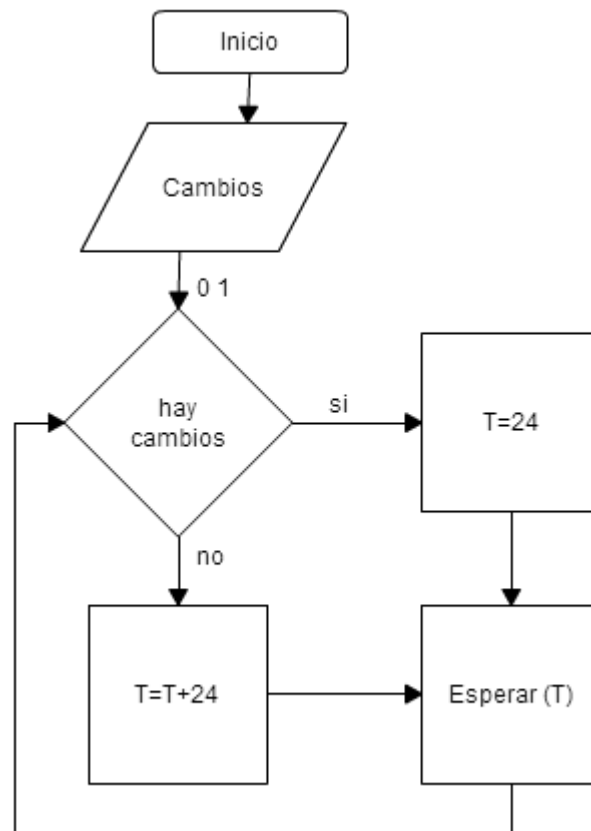 Inicio
Cambios
0 1
hay
cambios
si
T=24
no
T=T+24
Esperar (T)